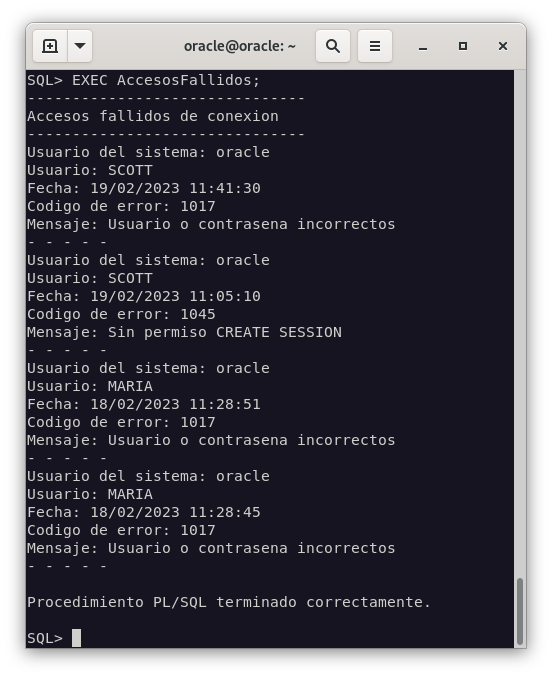 oracle@oracle: ~
SQL> EXEC AccesosFallidos;
-------------------------------
Accesos fallidos de conexion
-------------------------------
Usuario del sistema: oracle
Usuario: SCOTT
Fecha: 19/02/2023 11:41:30
Codigo de error: 1017
Mensaje: Usuario o contrasena incorrectos
- - - - -
Usuario del sistema: oracle
Usuario: SCOTT
Fecha: 19/02/2023 11:05:10
Codigo de error: 1045
Mensaje: Sin permiso CREATE SESSION
- - - - -
Usuario del sistema: oracle
Usuario: MARIA
Fecha: 18/02/2023 11:28:51
Codigo de error: 1017
Mensaje: Usuario o contrasena incorrectos
- - - - -
Usuario del sistema: oracle
Usuario: MARIA
Fecha: 18/02/2023 11:28:45
Codigo de error: 1017
Mensaje: Usuario o contrasena incorrectos
- - - - -
Procedimiento PL/SQL terminado correctamente.
SQL>